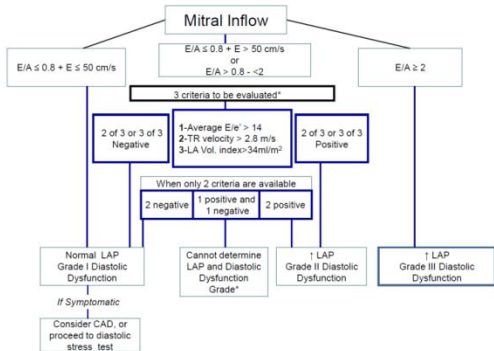 Mitral Inflow
E/A ≤ 0.8 + E ≤ 50 cm/s
E/A ≤ 0.8 + E > 50 cm/s
or
E/A > 0.8 - <2
E/A ≥ 2
3 criteria to be evaluated*
2 of 3 or 3 of 3
Negative
1-Average E/e' > 14
2-TR velocity > 2.8 m/s
3-LA Vol. index>34ml/m²
2 of 3 or 3 of 3
Positive
When only 2 criteria are available
2 negative
1 positive and
1 negative
2 positive
Normal LAP
Grade I Diastolic
Dysfunction
Cannot determine
LAP and Diastolic
Dysfunction
Grade*
↑ LAP
Grade II Diastolic
Dysfunction
↑ LAP
Grade III Diastolic
Dysfunction
If Symptomatic
Consider CAD, or
proceed to diastolic
stress test